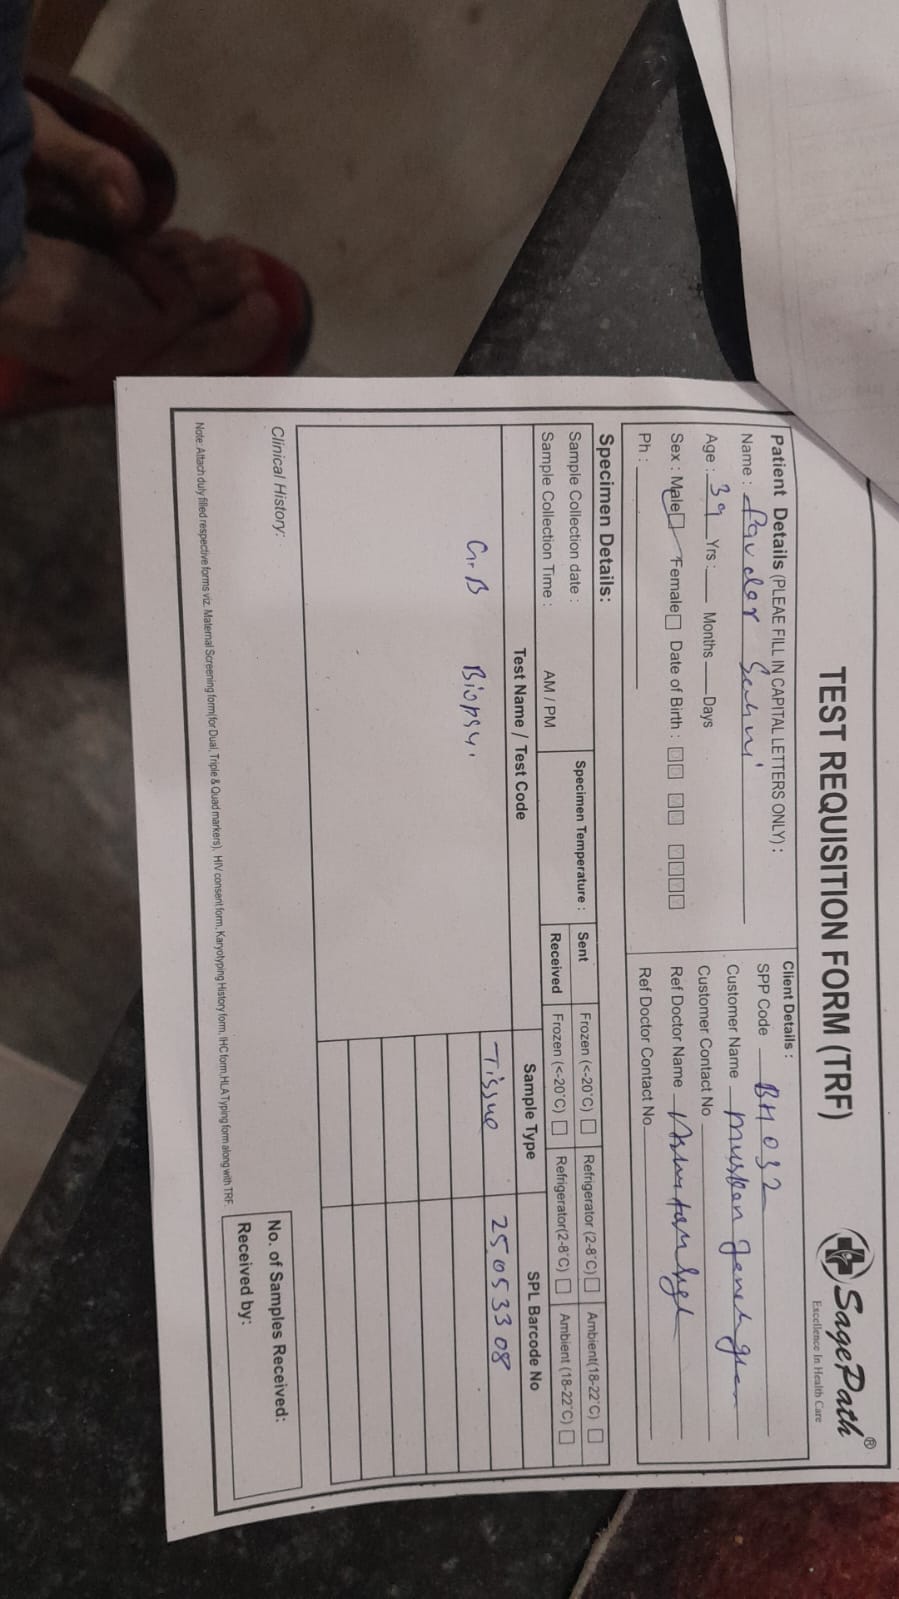 TEST REQUISITION FORM (TRF)
SagePath®
Excellence In Health Care
Patient Details (PLEAE FILL IN CAPITAL LETTERS ONLY) :
Name :
Age : 39 Yrs : Months Days
Sex : Male Female Date of Birth : DD MM YYYY
Ph :
Client Details :
SPP Code BH 032
Customer Name
Customer Contact No
Ref Doctor Name
Ref Doctor Contact No
Specimen Details:
Sample Collection date :
Sample Collection Time : AM / PM
Specimen Temperature :
Sent Frozen (<-20°C) Refrigerator (2-8°C) Ambient(18-22°C)
Received Frozen (<-20°C) Refrigerator(2-8°C) Ambient (18-22°C)
Test Name / Test Code Sample Type SPL Barcode No
G.B Biopsy. Tissue 25053308
Clinical History:
No. of Samples Received:
Received by:
Note: Attach duly filled respective forms viz. Maternal Screening form(for Dual, Triple & Quad markers), HIV consent form, Karyotyping History form, IHC form, HLA Typing form along with TRF.